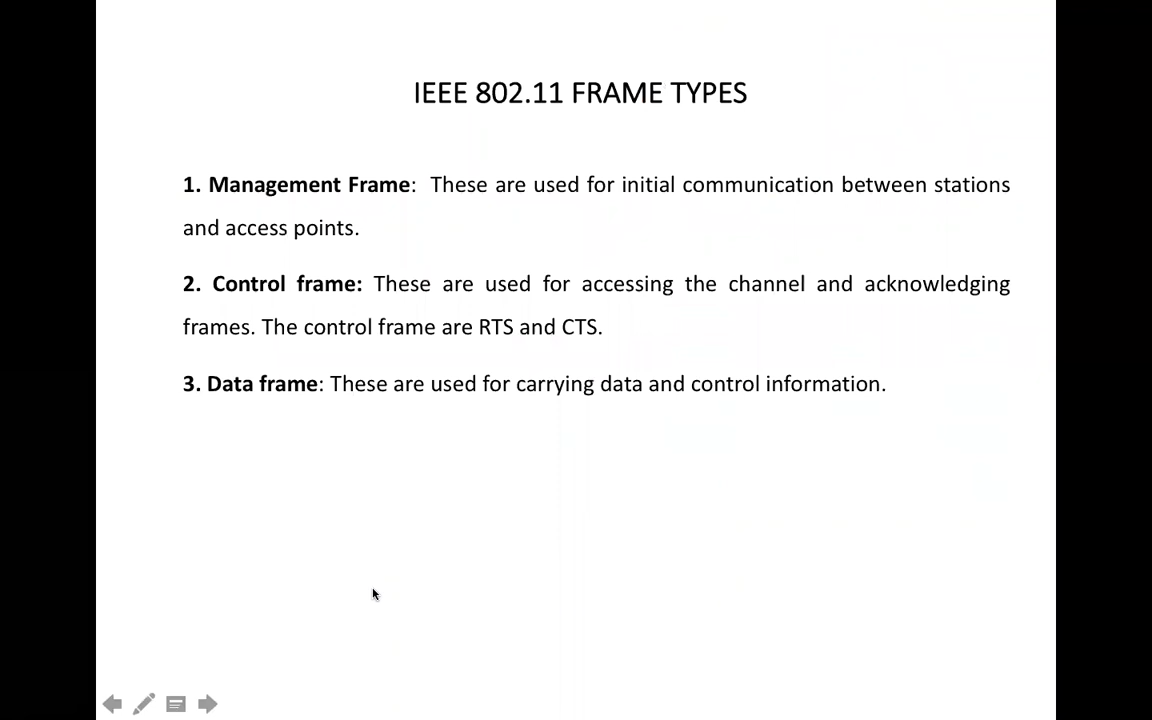 IEEE 802.11 FRAME TYPES
1. Management Frame: These are used for initial communication between stations
and access points.
2. Control frame: These are used for accessing the channel and acknowledging
frames. The control frame are RTS and CTS.
3. Data frame: These are used for carrying data and control information.